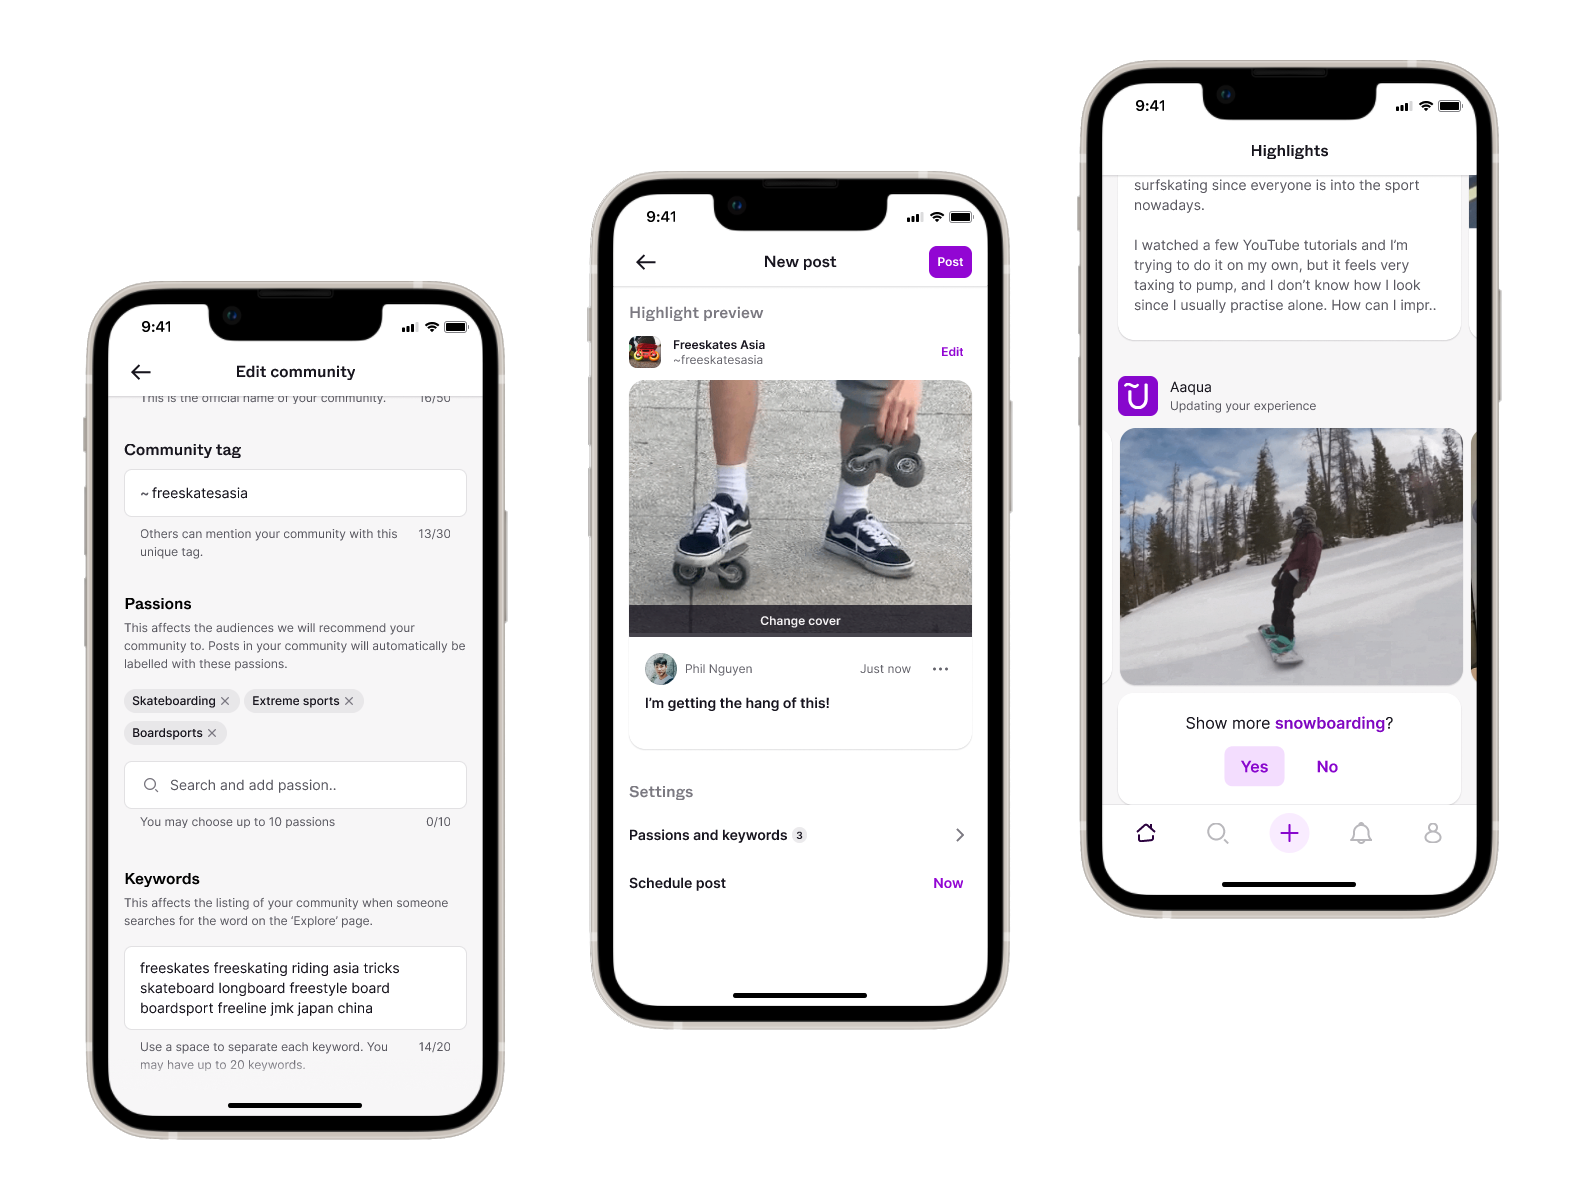 9:41
Edit community
This is the official name of your community.
16/50
Community tag
~ freeskatesasia
Others can mention your community with this
unique tag.
13/30
Passions
This affects the audiences we will recommend your
community to. Posts in your community will automatically be
labelled with these passions.
Skateboarding
Extreme sports
Boardsports
Search and add passion..
You may choose up to 10 passions
0/10
Keywords
This affects the listing of your community when someone
searches for the word on the ‘Explore’ page.
freeskates freeskating riding asia tricks
skateboard longboard freestyle board
boardsport freeline jmk japan china
Use a space to separate each keyword. You
may have up to 20 keywords.
14/20
9:41
New post
Post
Highlight preview
Freeskates Asia
~freeskatesasia
Edit
Change cover
Phil Nguyen
Just now
I’m getting the hang of this!
Settings
Passions and keywords 3
Schedule post
Now
9:41
Highlights
surfskating since everyone is into the sport
nowadays.
I watched a few YouTube tutorials and I’m
trying to do it on my own, but it feels very
taxing to pump, and I don’t know how I look
since I usually practise alone. How can I impr..
Aaqua
Updating your experience
Show more snowboarding?
Yes
No